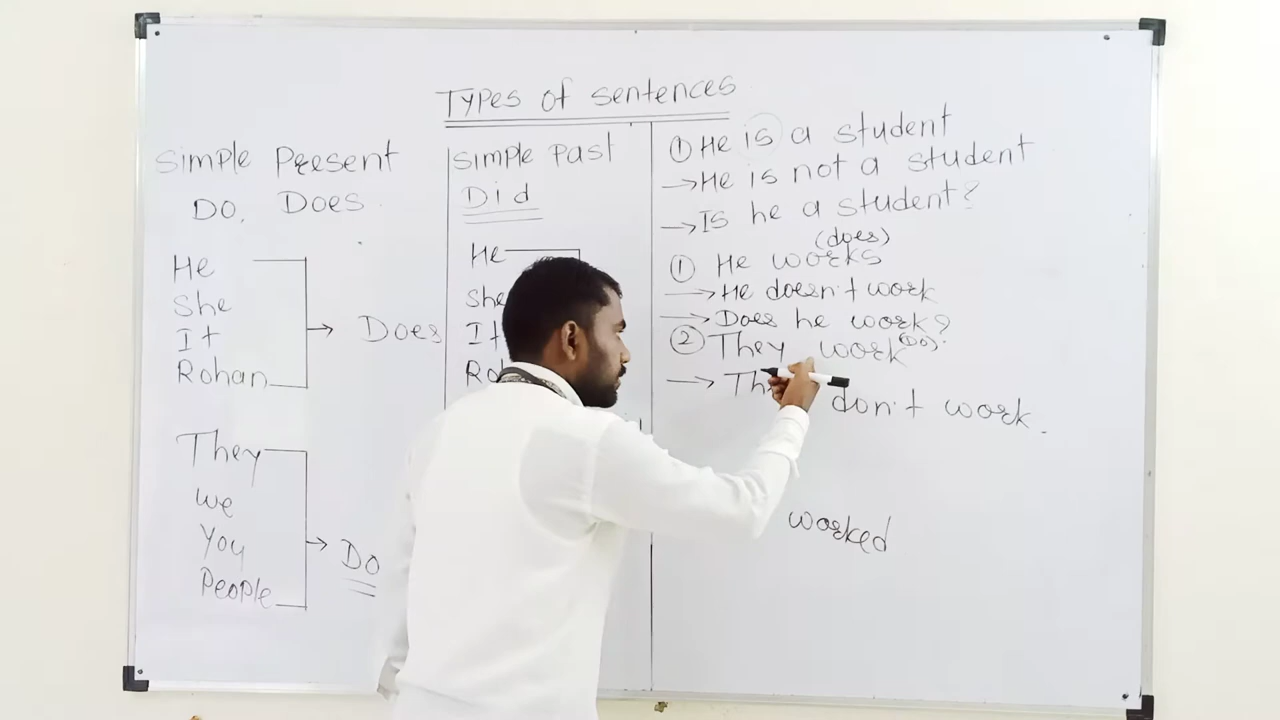 Types of sentences
Simple Present
Do, Does
He
She
It
Rohan
Does
They
We
You
People
Do
Simple Past
Did
He
She
It
① He is a student
→ He is not a student
→ Is he a student?
(does)
① He works
→ He doesn't work
→ Does he work?
② They work (Do).
→ don't work.
worked